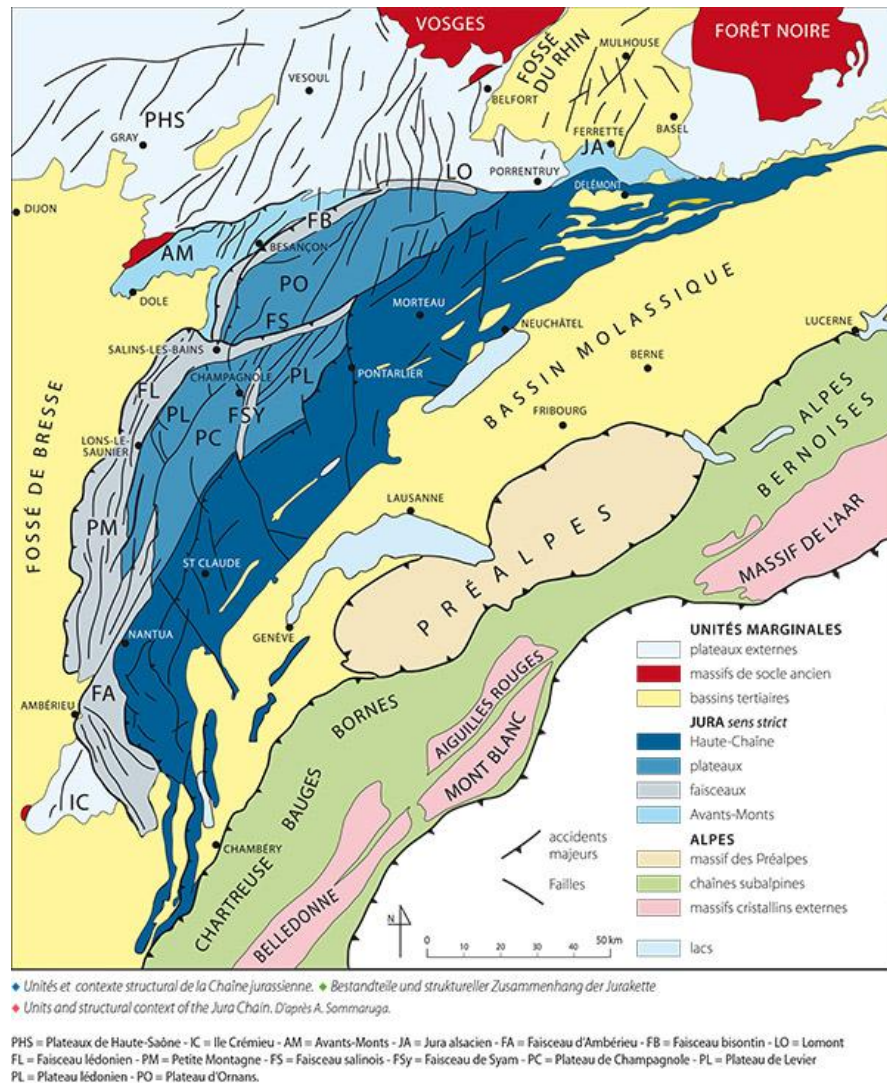 VOSGES
FORÊT NOIRE
FOSSÉ
DU RHIN
MULHOUSE
VESOUL
BELFORT
PHS
GRAY
FERRETTE
BASEL
JA
LO
PORRENTRUY
DELÉMONT
DIJON
FB
AM
BESANÇON
DOLE
PO
MORTEAU
FS
NEUCHÂTEL
BASSIN MOLASSIQUE
LUCERNE
SALINS-LES-BAINS
BERNE
FL
CHAMPAGNOLE
PL
PONTARLIER
FSY
FRIBOURG
ALPES
BERNOISES
PL
PC
LONS-LE-
SAUNIER
FOSSÉ DE BRESSE
LAUSANNE
PM
PRÉALPES
MASSIF DE L'AAR
ST CLAUDE
GENÈVE
NANTUA
FA
AMBÉRIEU
IC
BORNES
AIGUILLES ROUGES
MONT BLANC
BAUGES
CHAMBÉRY
CHARTREUSE
BELLEDONNE
accidents
majeurs
Failles
N
0 10 20 30 40 50 km
UNITÉS MARGINALES
plateaux externes
massifs de socle ancien
bassins tertiaires
JURA sens strict
Haute-Chaîne
plateaux
faisceaux
Avants-Monts
ALPES
massif des Préalpes
chaînes subalpines
massifs cristallins externes
lacs
Unités et contexte structural de la Chaîne jurassienne. Bestandteile und struktureller Zusammenhang der Jurakette
Units and structural context of the Jura Chain. D'après A. Sommaruga.
PHS = Plateaux de Haute-Saône - IC = Ile Crémieu - AM = Avants-Monts - JA = Jura alsacien - FA = Faisceau d'Ambérieu - FB = Faisceau bisontin - LO = Lomont
FL = Faisceau lédonien - PM = Petite Montagne - FS = Faisceau salinois - FSy = Faisceau de Syam - PC = Plateau de Champagnole - PL = Plateau de Levier
PL = Plateau lédonien - PO = Plateau d'Ornans.